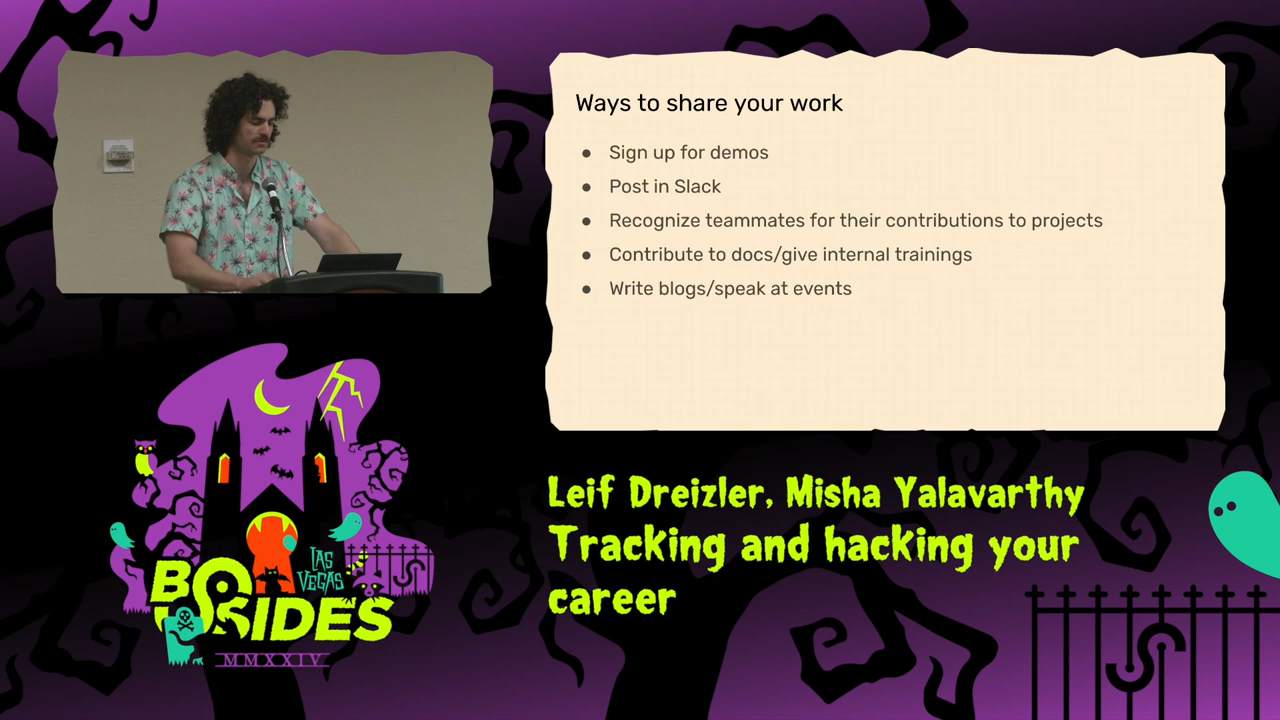 Ways to share your work
Sign up for demos
Post in Slack
Recognize teammates for their contributions to projects
Contribute to docs/give internal trainings
Write blogs/speak at events
Leif Dreizler, Misha Yalavarthy
Tracking and hacking your
career
LAS
VEGAS
BSIDES
MMXXIV